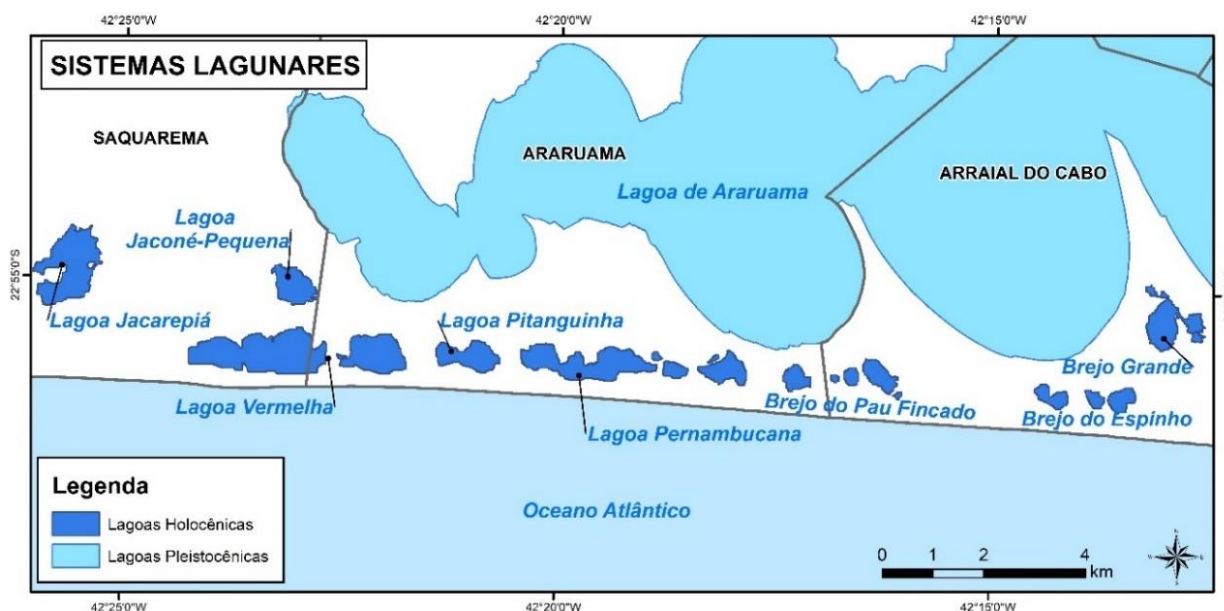 42°25'0"W
42°20'0"W
42°15'0"W
SISTEMAS LAGUNARES
SAQUAREMA
ARARUAMA
ARRAIAL DO CABO
Lagoa de Araruama
Lagoa
Jaconé-Pequena
22°55'0"S
Lagoa Jacarepiá
Lagoa Pitanguinha
Brejo Grande
Lagoa Vermelha
Brejo do Pau Fincado
Brejo do Espinho
Lagoa Pernambucana
Legenda
Lagoas Holocênicas
Lagoas Pleistocênicas
Oceano Atlântico
0 1 2 4
km
42°25'0"W
42°20'0"W
42°15'0"W